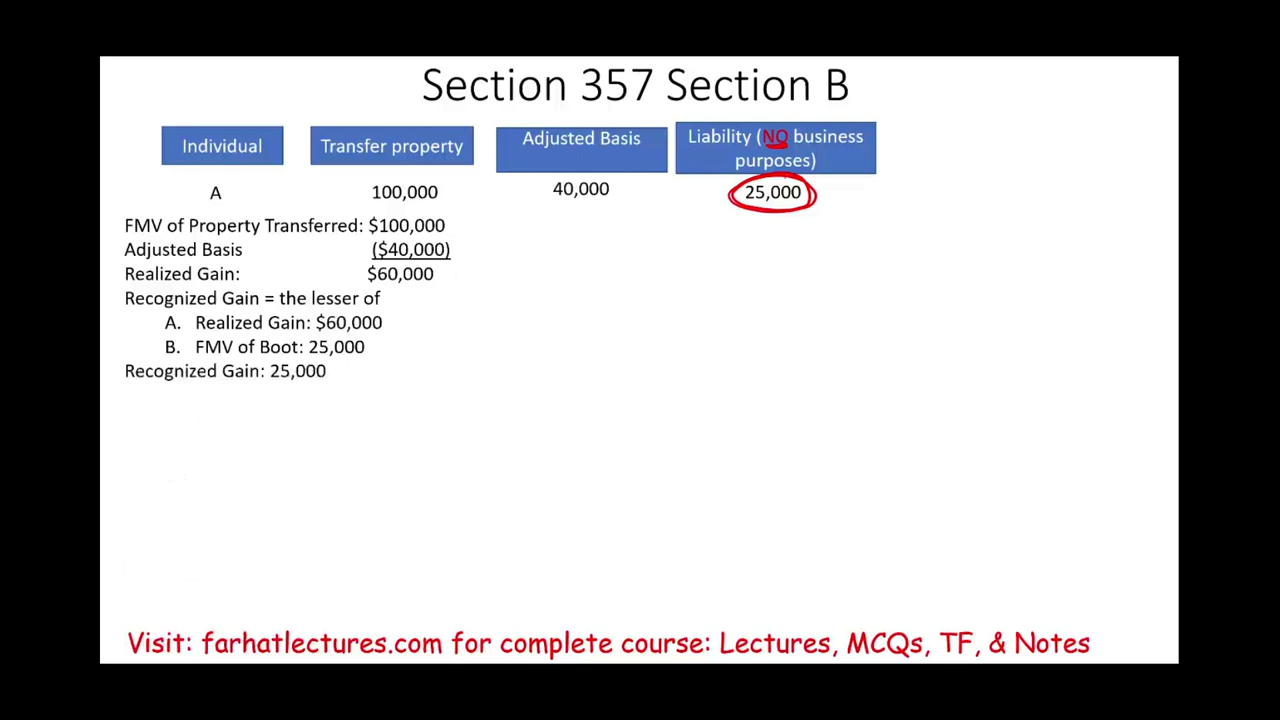 Section 357 Section B
Individual Transfer property Adjusted Basis Liability (NO business purposes)
A 100,000 40,000 25,000
FMV of Property Transferred: $100,000
Adjusted Basis ($40,000)
Realized Gain: $60,000
Recognized Gain = the lesser of
A. Realized Gain: $60,000
B. FMV of Boot: 25,000
Recognized Gain: 25,000
Visit: farhatlectures.com for complete course: Lectures, MCQs, TF, & Notes